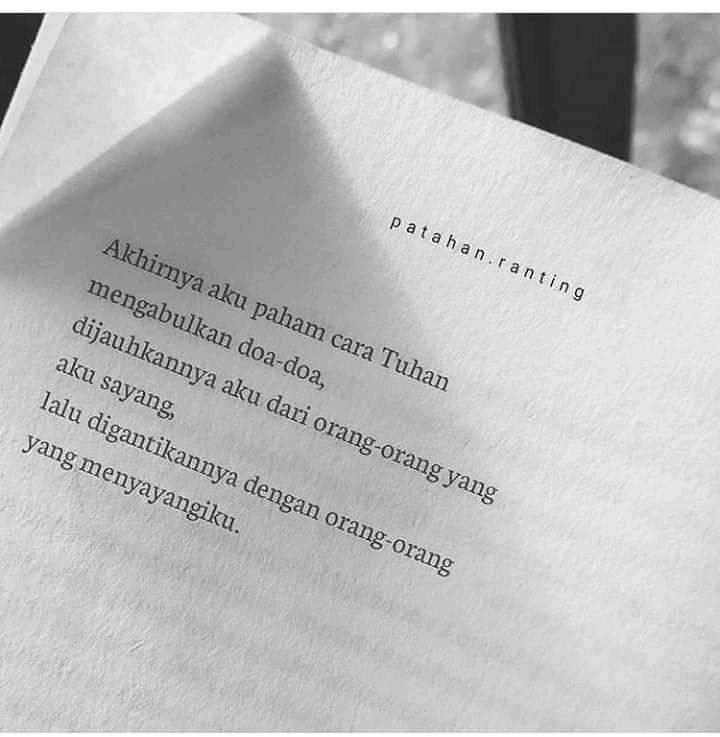 patahan.ranting
Akhirnya aku paham cara Tuhan
mengabulkan doa-doa,
dijauhkannya aku dari orang-orang yang
aku sayang,
lalu digantikannya dengan orang-orang
yang menyayangiku.